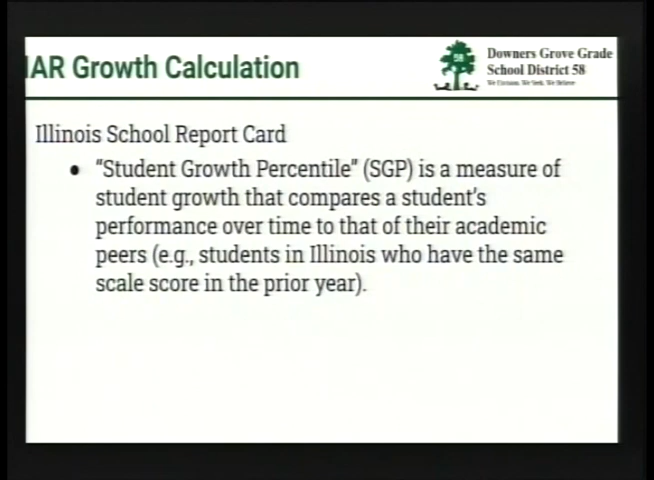 IAR Growth Calculation
58
Downers Grove Grade
School District 58
Illinois School Report Card
• "Student Growth Percentile" (SGP) is a measure of
student growth that compares a student's
performance over time to that of their academic
peers (e.g., students in Illinois who have the same
scale score in the prior year).